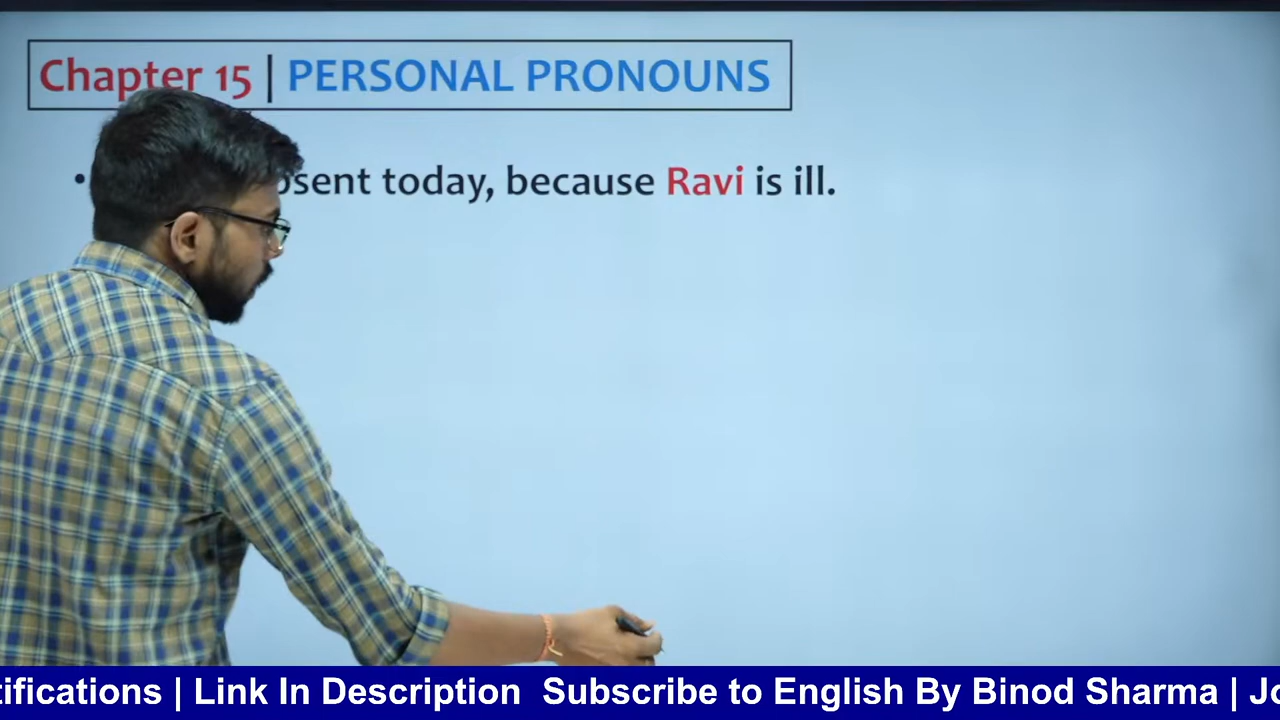 Chapter 15 | PERSONAL PRONOUNS
• sent today, because Ravi is ill.
tifications | Link In Description Subscribe to English By Binod Sharma | Jo